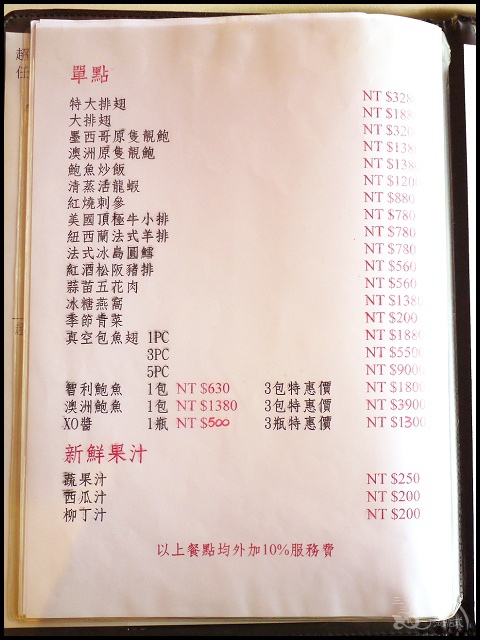 單點
特大排翅 NT $328
大排翅 NT $188
墨西哥原隻靚鮑 NT $320
澳洲原隻靚鮑 NT $138
鮑魚炒飯 NT $138
清蒸活龍蝦 NT $120
紅燒刺參 NT $880
美國頂極牛小排 NT $780
紐西蘭法式羊排 NT $780
法式冰島圓鱈 NT $780
紅酒松阪豬排 NT $560
蒜苗五花肉 NT $560
冰糖燕窩 NT $1380
季節青菜 NT $200
真空包魚翅 1PC NT $1880
3PC NT $5500
5PC NT $9000
智利鮑魚 1包 NT $630 3包特惠價 NT $1800
澳洲鮑魚 1包 NT $1380 3包特惠價 NT $3900
XO醬 1瓶 NT $500 3瓶特惠價 NT $1300
新鮮果汁
蔬果汁 NT $250
西瓜汁 NT $200
柳丁汁 NT $200
以上餐點均外加10%服務費